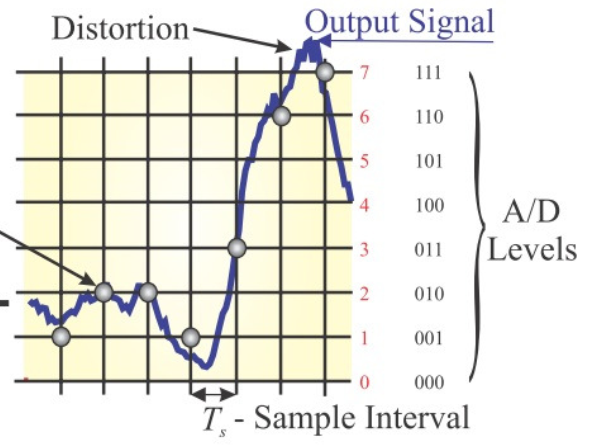 Output Signal
Distortion
7 111
6 110
5 101
4 100
A/D
3 011
Levels
2 010
1 001
0 000
Ts - Sample Interval